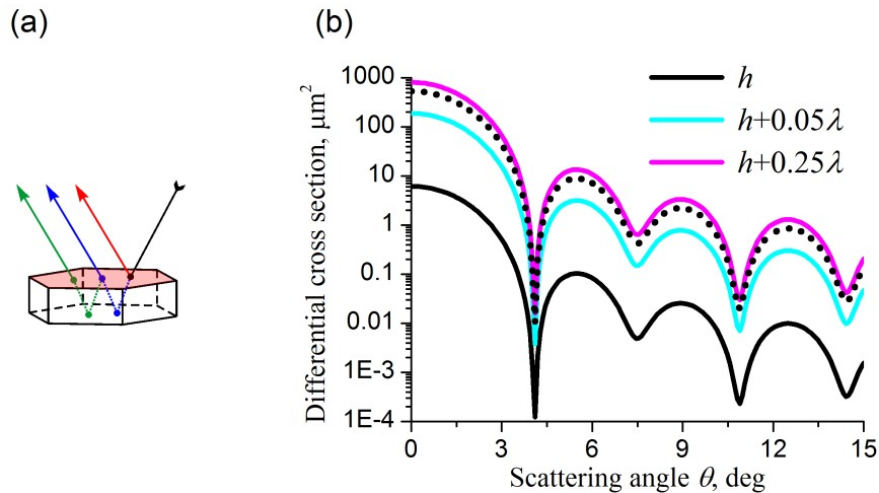 (a)
(b)
Differential cross section, μm²
1000
100
10
1
0.1
0.01
1E-3
1E-4
h
h+0.05λ
h+0.25λ
0
3
6
9
12
15
Scattering angle θ, deg